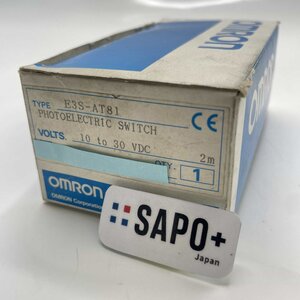 OMRON
TYPE E3S-AT81
PHOTOELECTRIC SWITCH
VOLTS. 10 to 30 VDC
CE
2m
QTY. 1
OMRON
OMRON Corporation
SAPO+
Japan